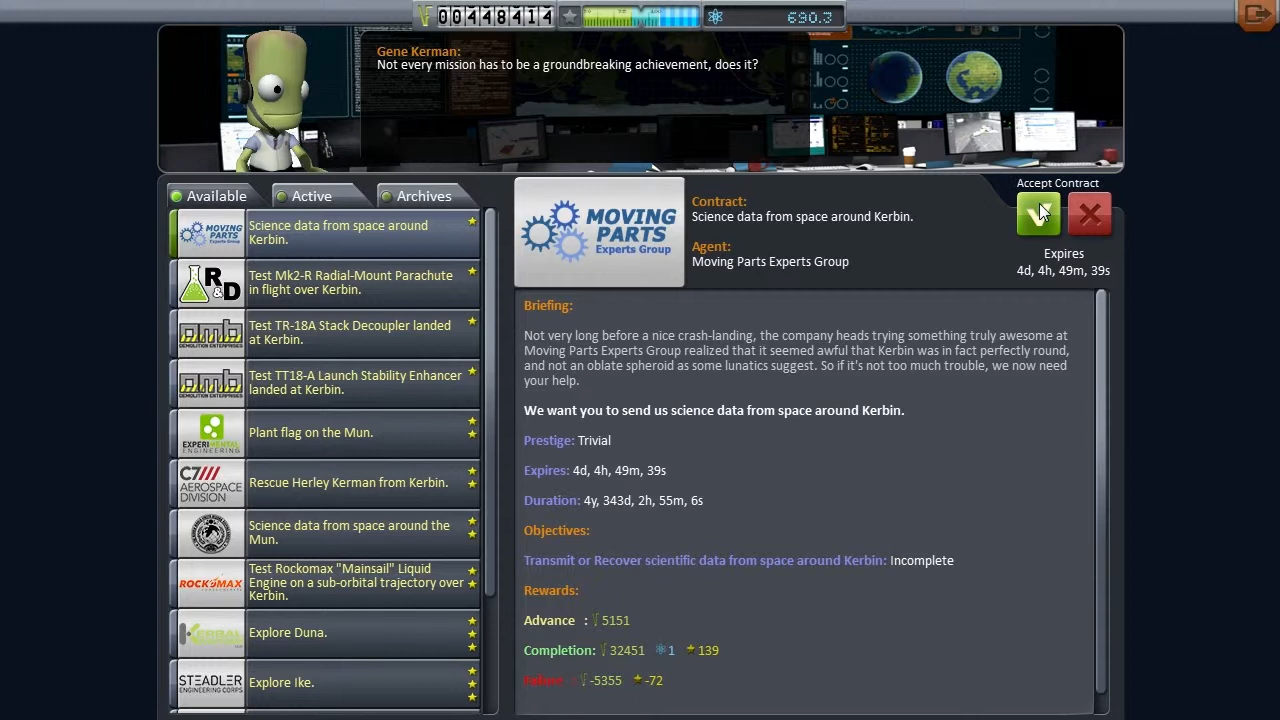 00448414
690.3
Gene Kerman:
Not every mission has to be a groundbreaking achievement, does it?
Available
Active
Archives
MOVING PARTS Experts Group
Science data from space around Kerbin.
R&D
Test Mk2-R Radial-Mount Parachute in flight over Kerbin.
DEMOLITION ENTERPRISES
Test TR-18A Stack Decoupler landed at Kerbin.
DEMOLITION ENTERPRISES
Test TT18-A Launch Stability Enhancer landed at Kerbin.
EXPERIMENTAL ENGINEERING
Plant flag on the Mun.
C7/// AEROSPACE DIVISION
Rescue Herley Kerman from Kerbin.
Science data from space around the Mun.
ROCKOMAX
Test Rockomax "Mainsail" Liquid Engine on a sub-orbital trajectory over Kerbin.
Explore Duna.
STEADLER ENGINEERING CORPS
Explore Ike.
MOVING
PARTS
Experts Group
Contract:
Science data from space around Kerbin.
Agent:
Moving Parts Experts Group
Accept Contract
Expires
4d, 4h, 49m, 39s
Briefing:
Not very long before a nice crash-landing, the company heads trying something truly awesome at
Moving Parts Experts Group realized that it seemed awful that Kerbin was in fact perfectly round,
and not an oblate spheroid as some lunatics suggest. So if it's not too much trouble, we now need
your help.
We want you to send us science data from space around Kerbin.
Prestige: Trivial
Expires: 4d, 4h, 49m, 39s
Duration: 4y, 343d, 2h, 55m, 6s
Objectives:
Transmit or Recover scientific data from space around Kerbin: Incomplete
Rewards:
Advance : 5151
Completion: 32451 1 139
-5355 -72